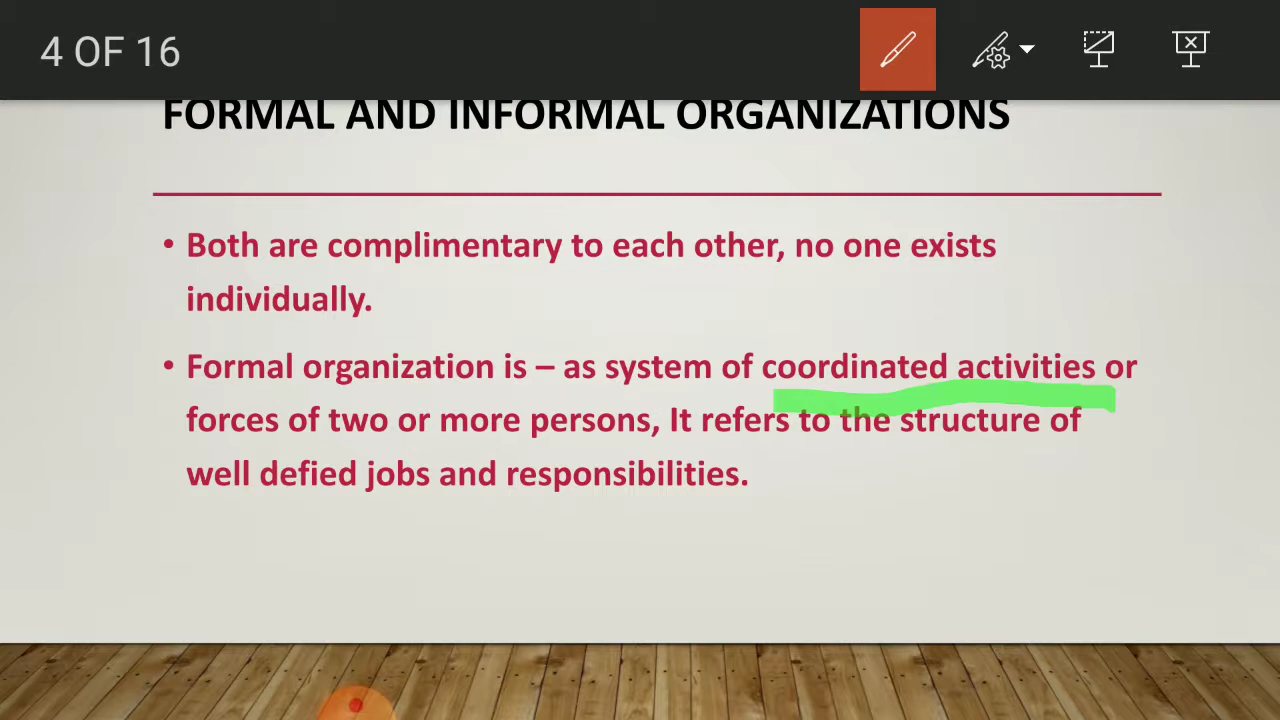 4 OF 16
FORMAL AND INFORMAL ORGANIZATIONS
• Both are complimentary to each other, no one exists
individually.
• Formal organization is – as system of coordinated activities or
forces of two or more persons, It refers to the structure of
well defied jobs and responsibilities.